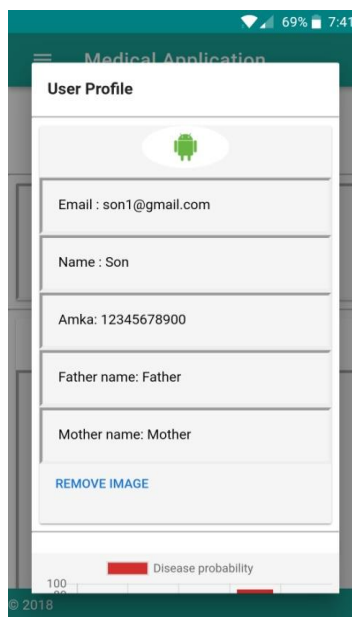 69% 7:41
Medical Application
User Profile
Email : son1@gmail.com
Name : Son
Amka: 12345678900
Father name: Father
Mother name: Mother
REMOVE IMAGE
Disease probability
100
© 2018